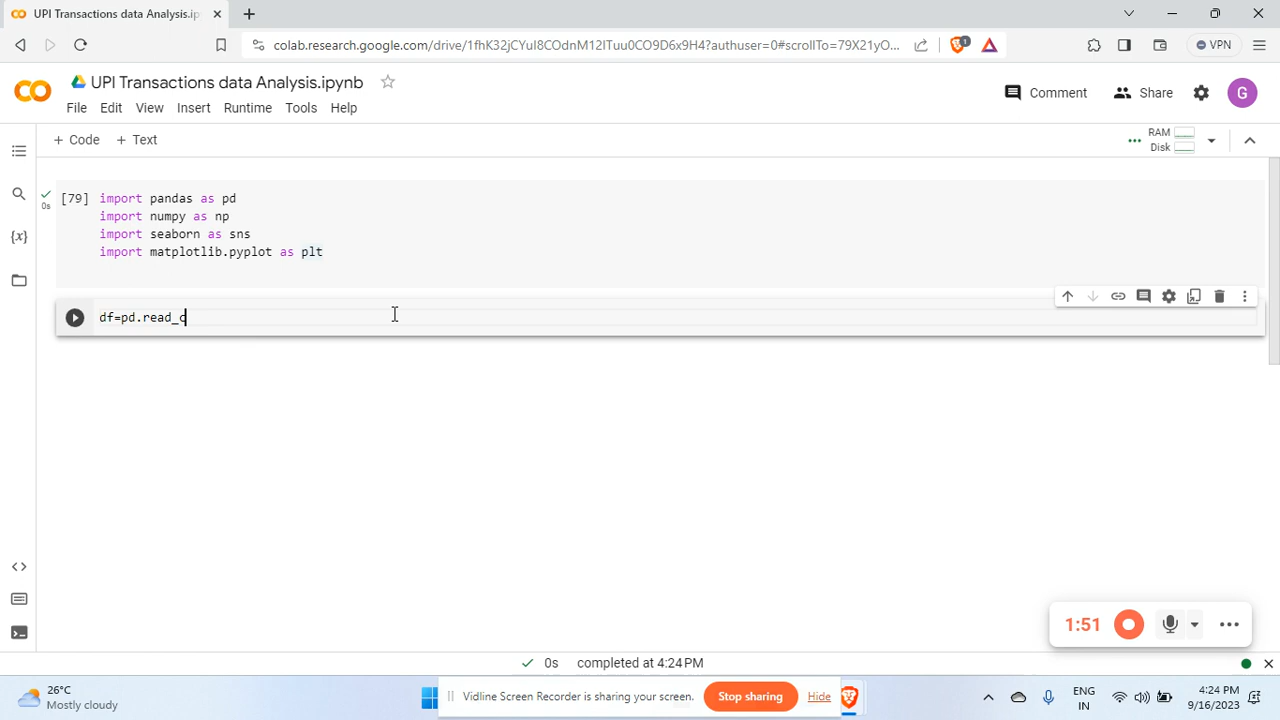 UPI Transactions data Analysis.ipynb
colab.research.google.com/drive/1fhK32jCYuI8COdnM12ITuu0CO9D6x9H4?authuser=0#scrollTo=79X21yO...
1
VPN
UPI Transactions data Analysis.ipynb
File Edit View Insert Runtime Tools Help
Comment
Share
G
+ Code + Text
RAM
Disk
[79] import pandas as pd
0s
import numpy as np
import seaborn as sns
import matplotlib.pyplot as plt
{x}
df=pd.read_c
1:51
0s completed at 4:24 PM
26°C
Mostly cloudy
Vidline Screen Recorder is sharing your screen.
Stop sharing
Hide
ENG
IN
4:24 PM
9/16/2023